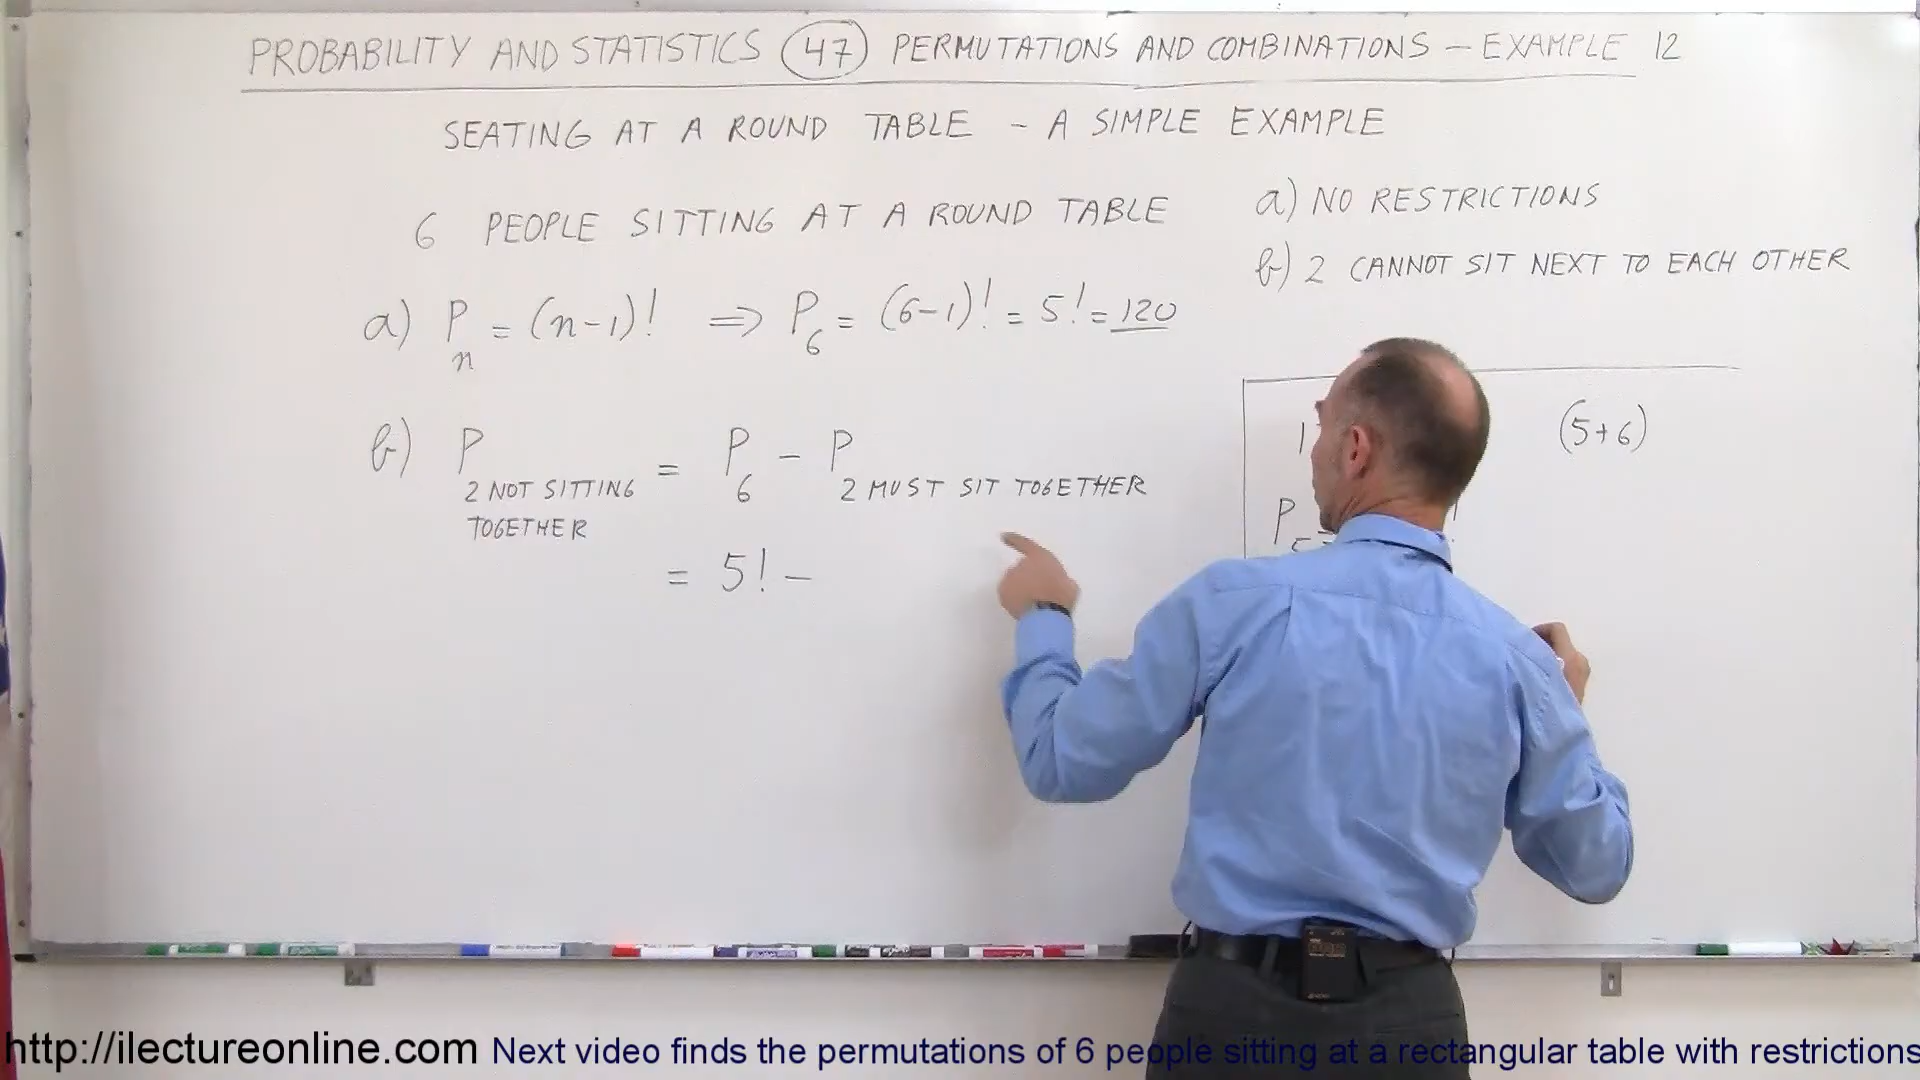 PROBABILITY AND STATISTICS 47 PERMUTATIONS AND COMBINATIONS – EXAMPLE 12
SEATING AT A ROUND TABLE - A SIMPLE EXAMPLE
6 PEOPLE SITTING AT A ROUND TABLE
a) NO RESTRICTIONS
b) 2 CANNOT SIT NEXT TO EACH OTHER
a) Pₙ = (n-1)! ⇒ P₆ = (6-1)! = 5! = 120
b) P 2 NOT SITTING TOGETHER = P₆ - P 2 MUST SIT TOGETHER
= 5! -
1
(5+6)
P
http://ilectureonline.com Next video finds the permutations of 6 people sitting at a rectangular table with restrictions